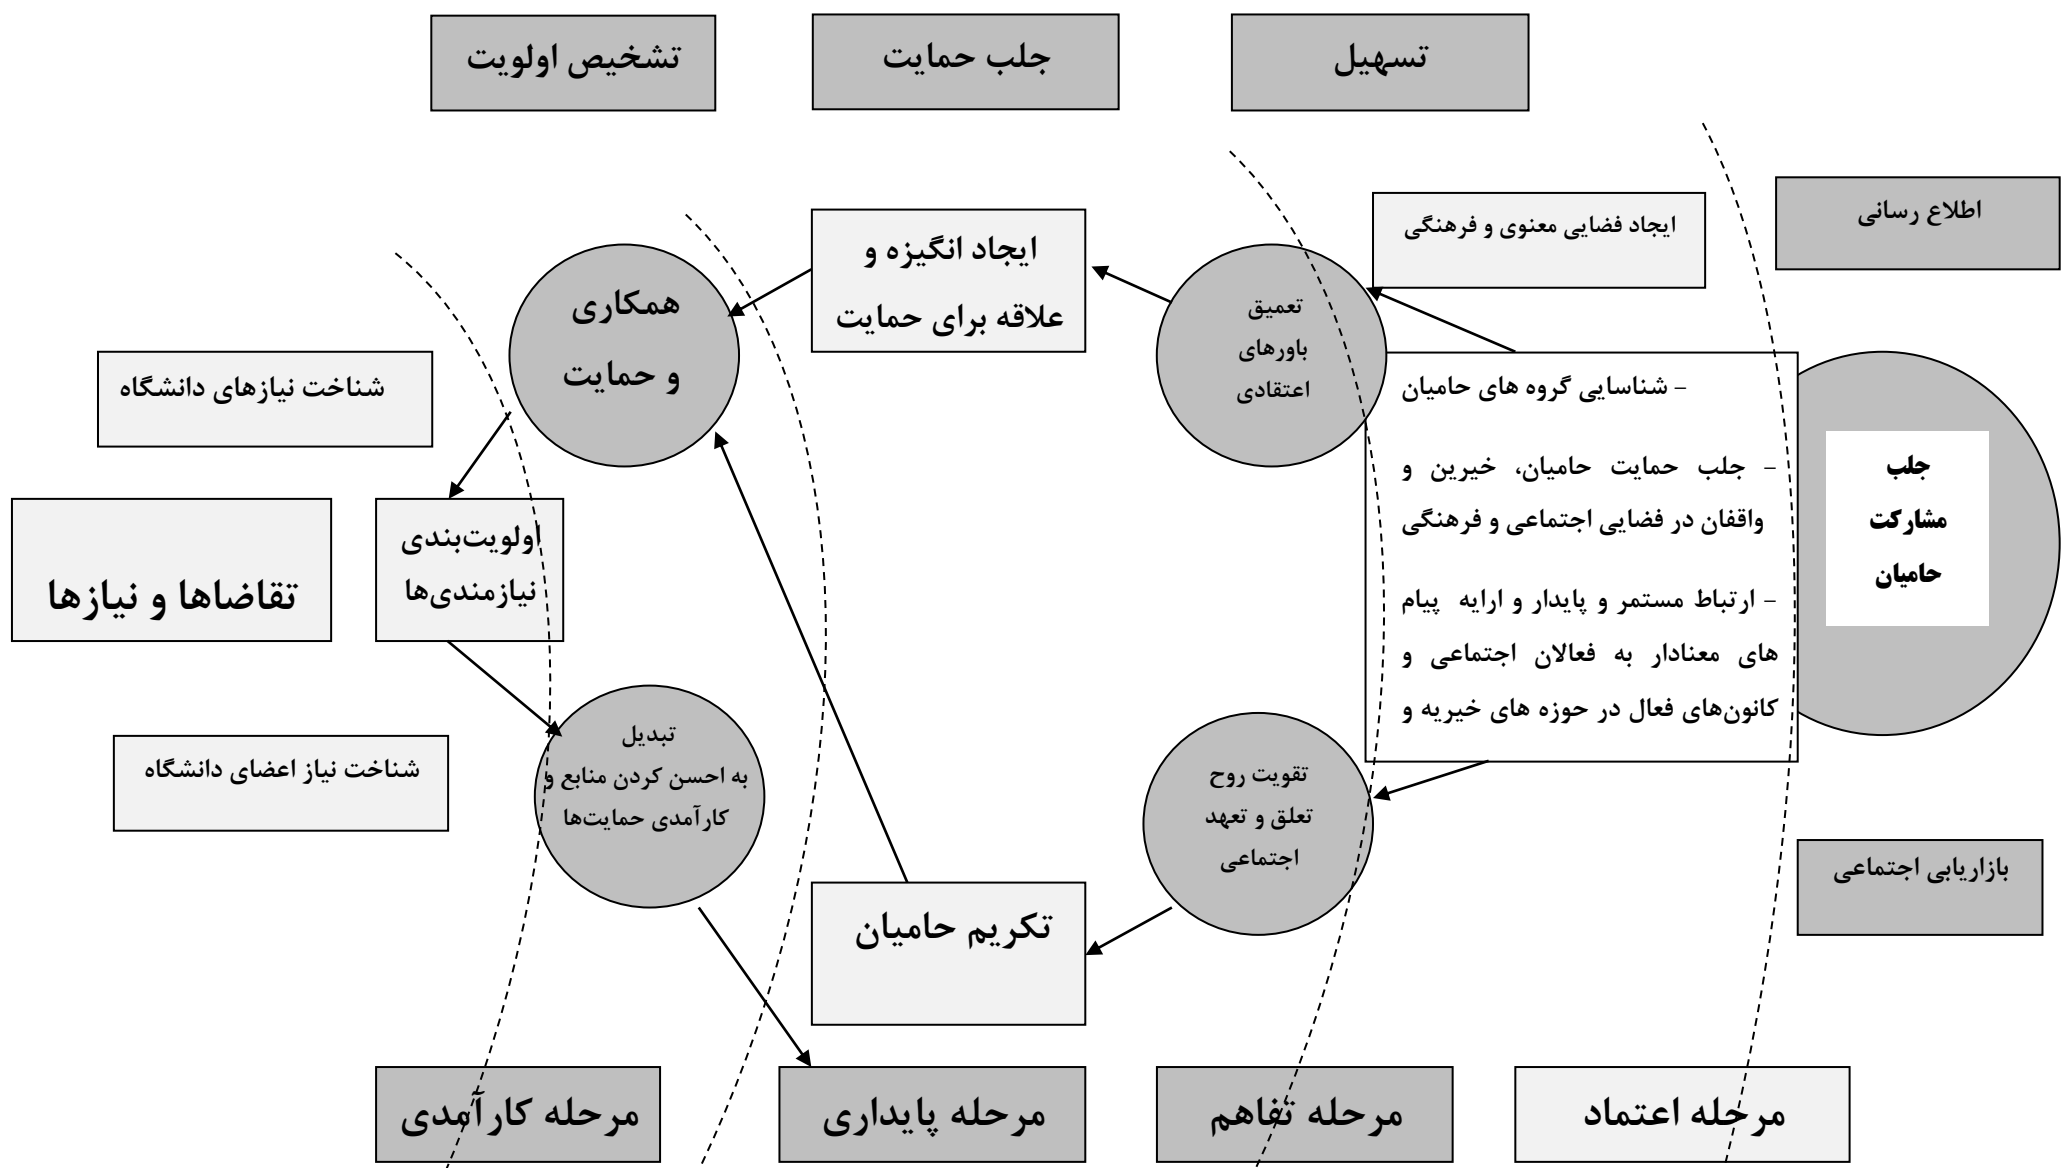 تسهیل
جلب حمایت
تشخیص اولویت
اطلاع رسانی
ایجاد فضایی معنوی و فرهنگی
ایجاد انگیزه و
علاقه برای حمایت
همکاری
و حمایت
تعمیق
باورهای
اعتقادی
شناخت نیازهای دانشگاه
- شناسایی گروه های حامیان
- جلب حمایت حامیان، خیرین و
واقفان در فضایی اجتماعی و فرهنگی
- ارتباط مستمر و پایدار و ارایه پیام
های معنادار به فعالان اجتماعی و
کانون‌های فعال در حوزه های خیریه و
جلب
مشارکت
حامیان
اولویت‌بندی
نیازمندی‌ها
تقاضاها و نیازها
تبدیل
به احسن کردن منابع و
کارآمدی حمایت‌ها
شناخت نیاز اعضای دانشگاه
تقویت روح
تعلق و تعهد
اجتماعی
بازاریابی اجتماعی
تکریم حامیان
مرحله اعتماد
مرحله تفاهم
مرحله پایداری
مرحله کارآمدی